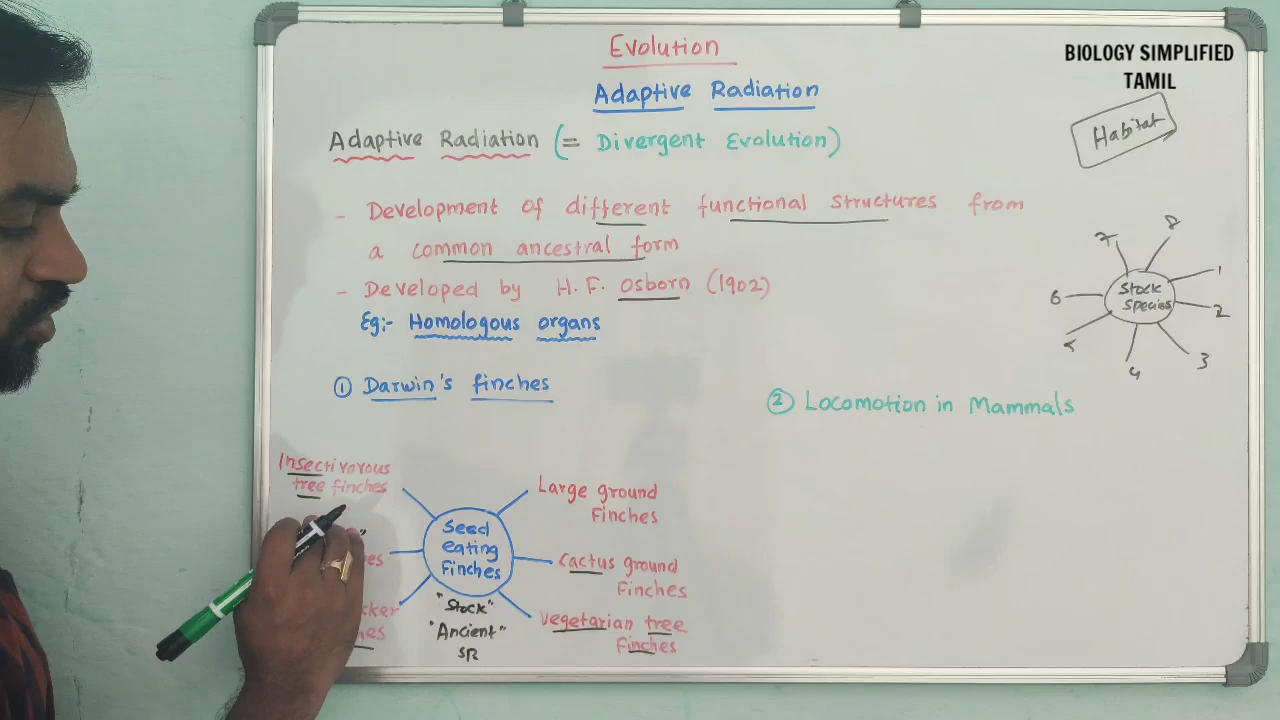 Evolution
BIOLOGY SIMPLIFIED
TAMIL
Adaptive Radiation
Adaptive Radiation (= Divergent Evolution)
Habitat
- Development of different functional structures from
a common ancestral form
- Developed by H. F. Osborn (1902)
Eg:- Homologous organs
7
8
1
6
Stock
Species
2
5
4
3
① Darwin's finches
② Locomotion in Mammals
Insectivorous
tree finches
Large ground
Finches
Seed
eating
Finches
Cactus ground
Finches
"Stock"
"Ancient"
Vegetarian tree
Finches